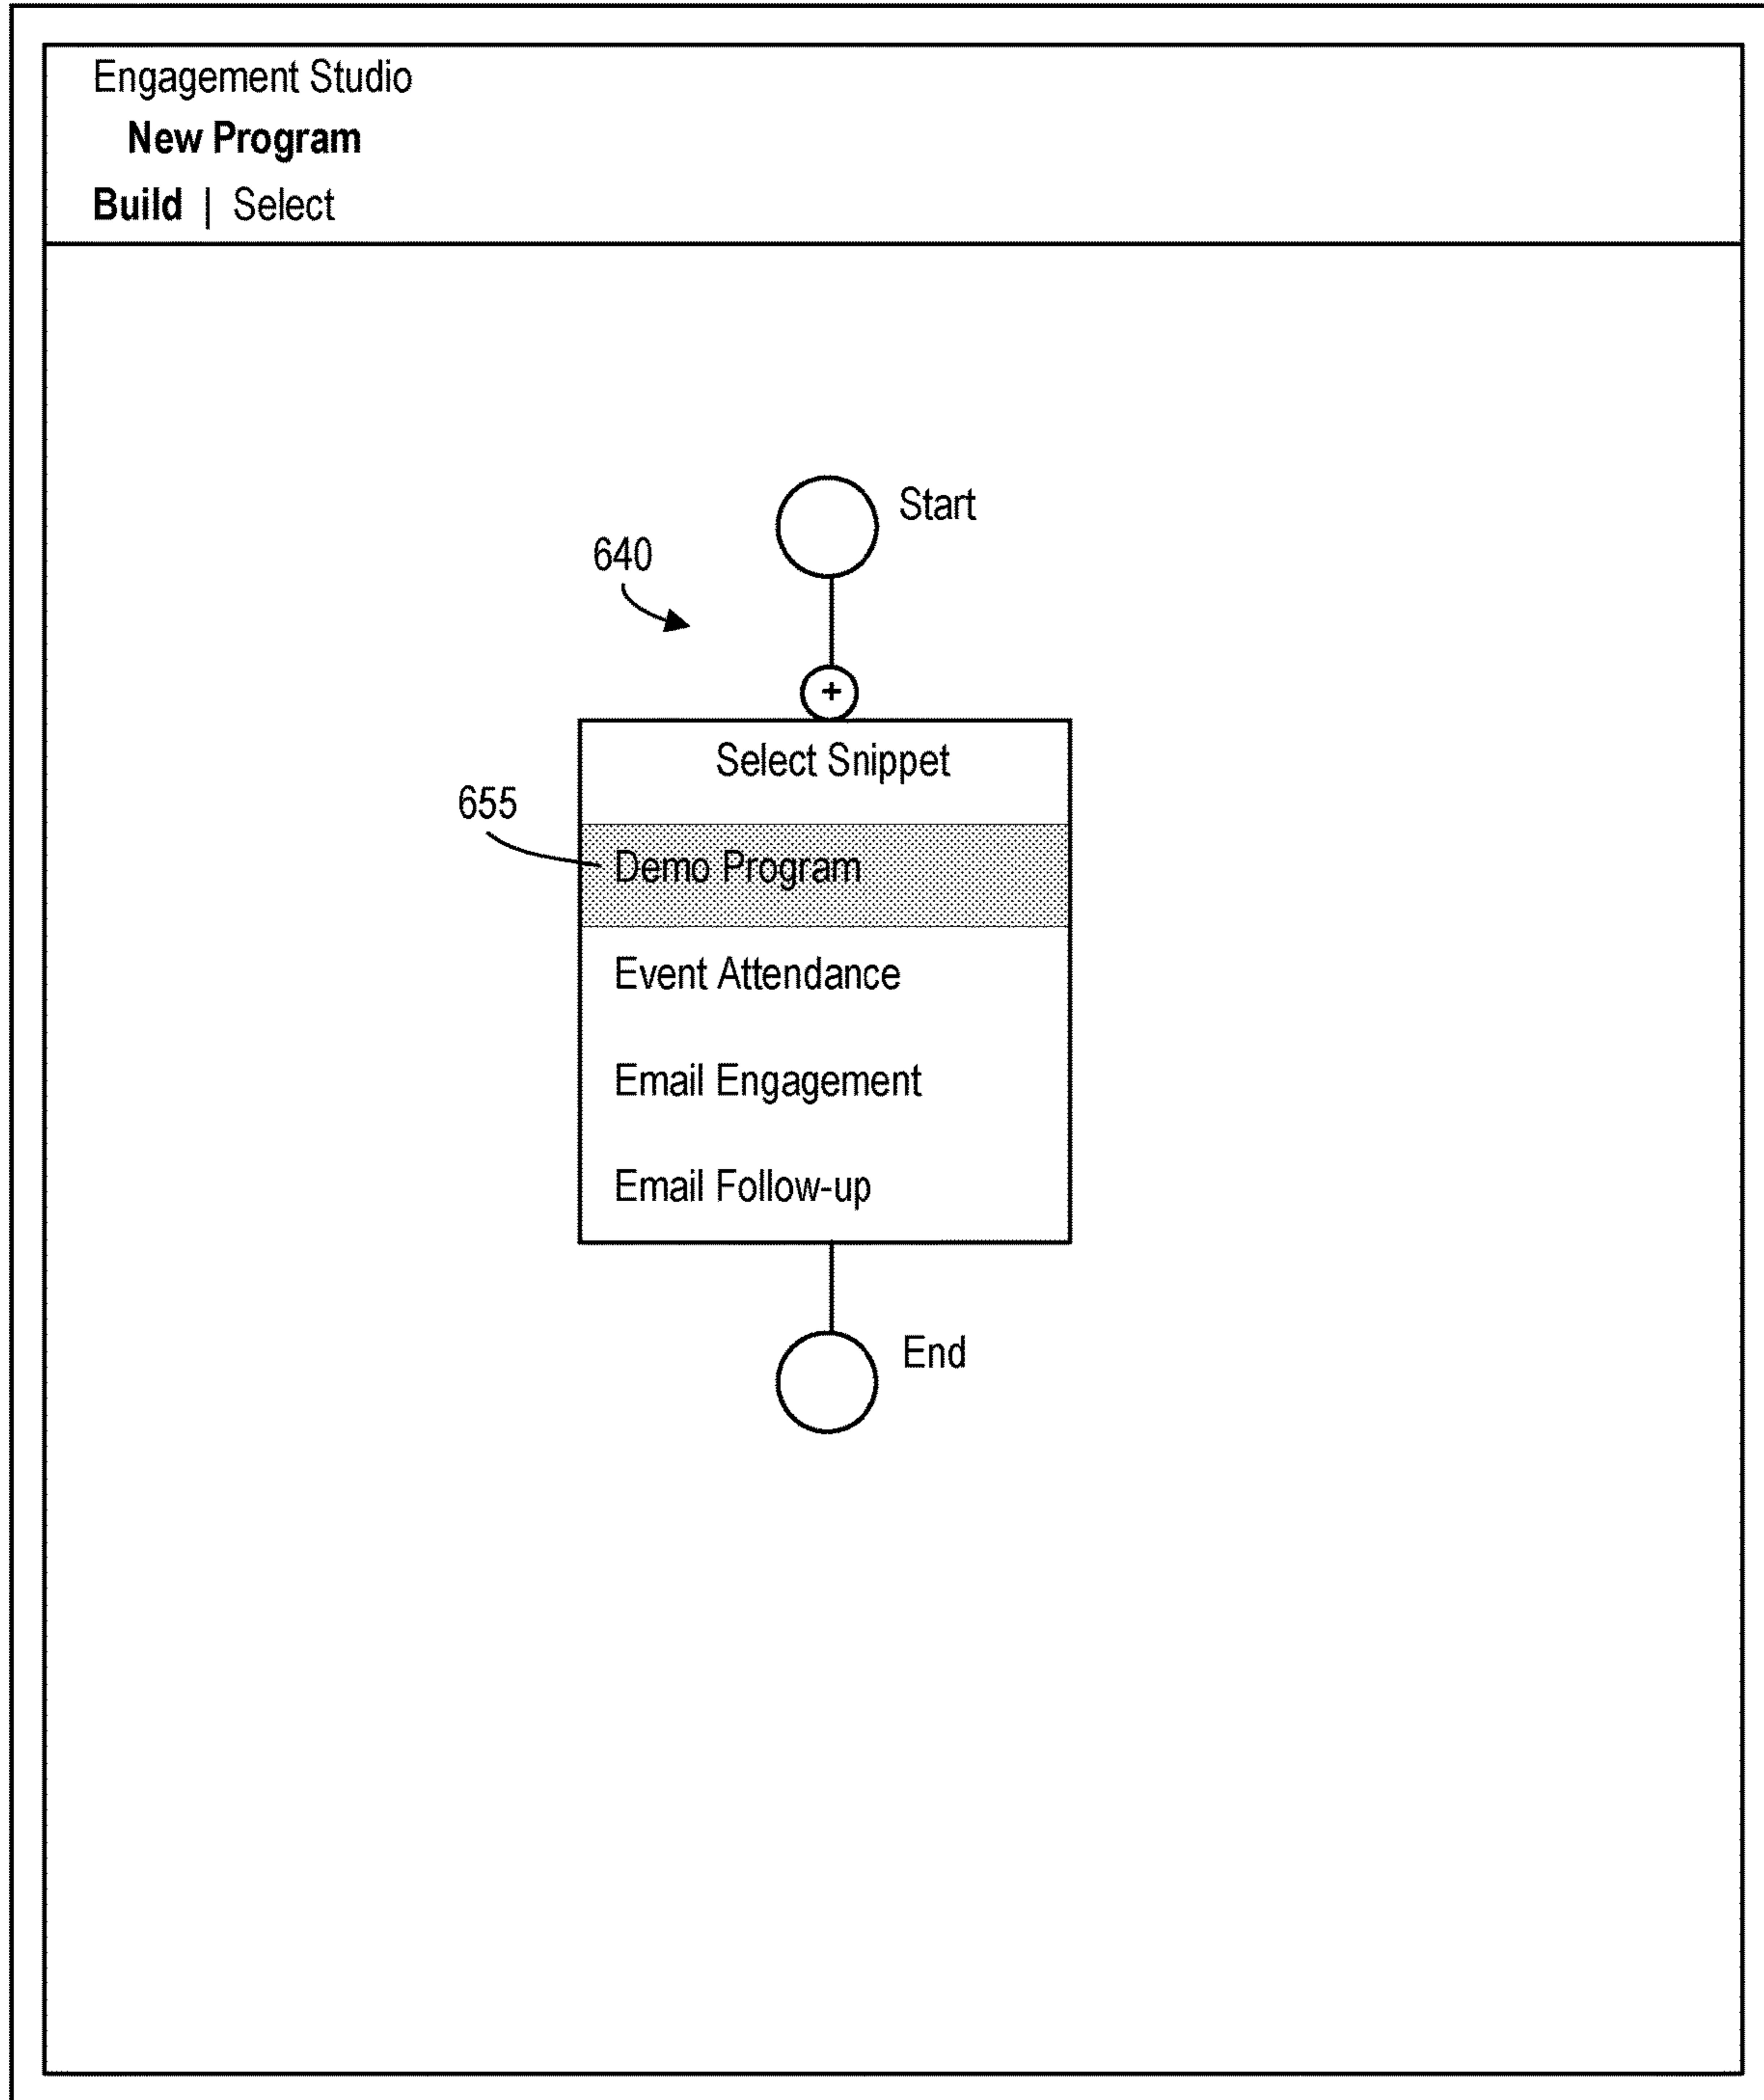 Engagement Studio
New Program
Build | Select
Start
640
+
Select Snippet
655
Demo Program
Event Attendance
Email Engagement
Email Follow-up
End